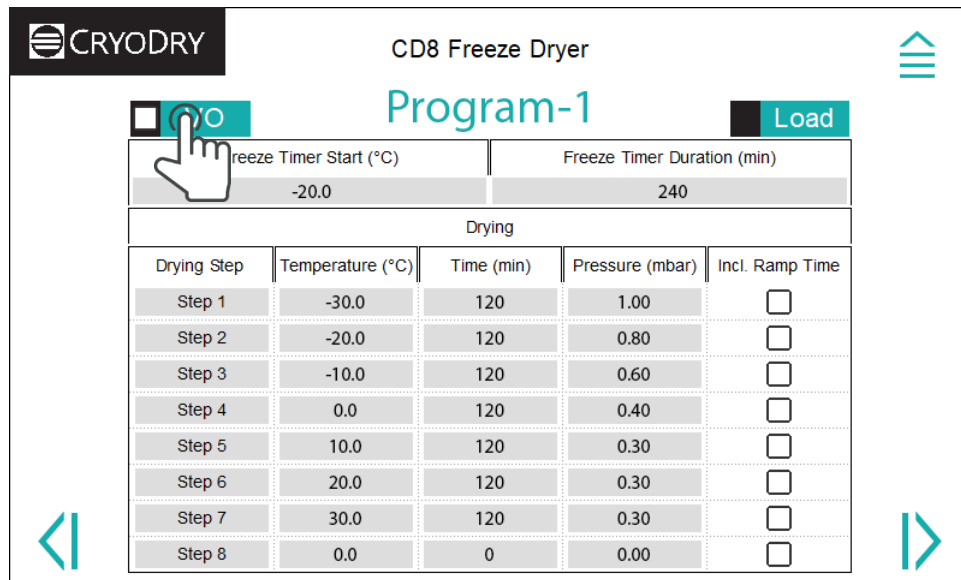 CRYODRY
CD8 Freeze Dryer
Program-1
Load
Timer Start (°C) Freeze Timer Duration (min)
-20.0 240
Drying
Drying Step Temperature (°C) Time (min) Pressure (mbar) Incl. Ramp Time
Step 1 -30.0 120 1.00
Step 2 -20.0 120 0.80
Step 3 -10.0 120 0.60
Step 4 0.0 120 0.40
Step 5 10.0 120 0.30
Step 6 20.0 120 0.30
Step 7 30.0 120 0.30
Step 8 0.0 0 0.00